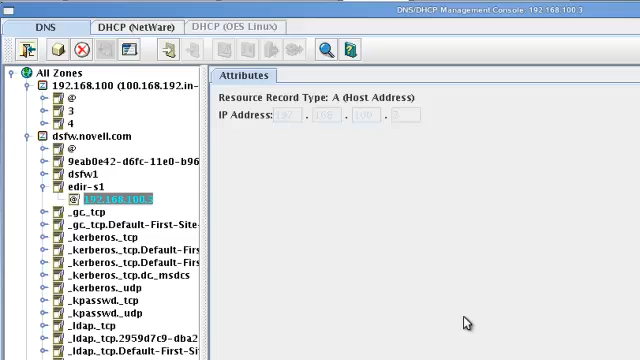 DNS/DHCP Management Console -192.168.100.3
DNS
DHCP (NetWare)
DHCP (OES Linux)
All Zones
192.168.100 (100.168.192.in-
@
3
4
dsfw.novell.com
@
9eab0e42-d6fc-11e0-b96
dsfw1
edir-s1
@ 192.168.100.3
_gc._tcp
_gc._tcp.Default-First-Site-
_kerberos._tcp
_kerberos._tcp.Default-Firs
_kerberos._tcp.Default-Firs
_kerberos._tcp.dc._msdcs
_kerberos._udp
_kpasswd._tcp
_kpasswd._udp
_ldap._tcp
_ldap._tcp.2959d7c9-dba2
_ldap._tcp.Default-First-Si
Attributes
Resource Record Type: A (Host Address)
IP Address: 192 . 168 . 100 . 3